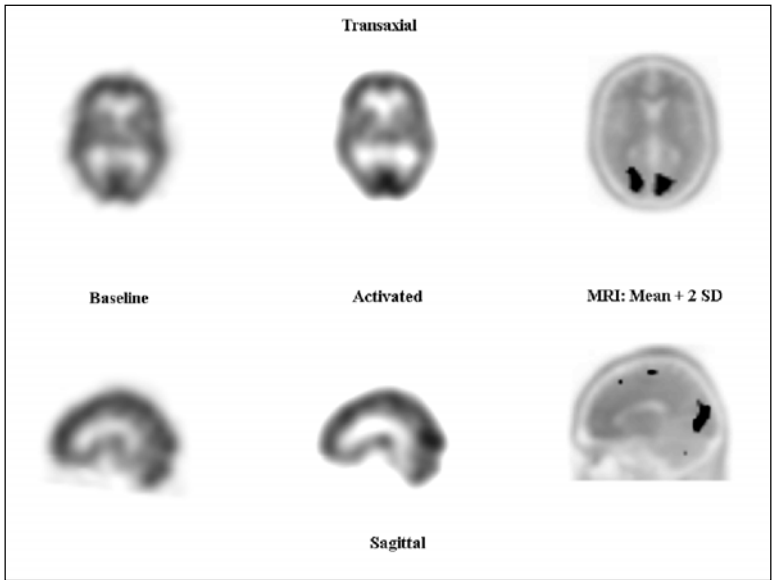 Transaxial
Baseline
Activated
MRI: Mean + 2 SD
Sagittal